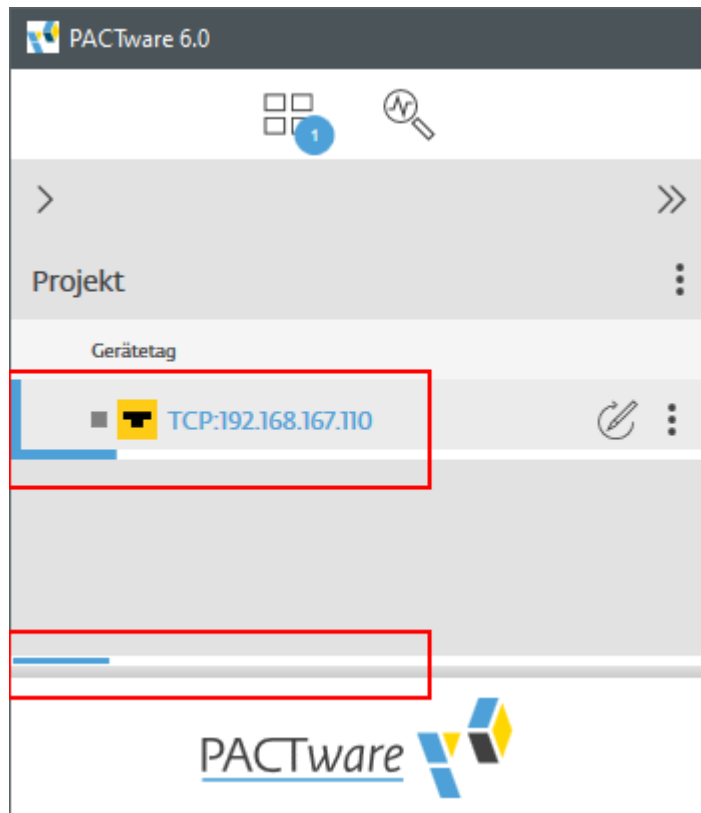 PACTware 6.0
1
Projekt
Gerätetag
TCP:192.168.167.110
PACTware